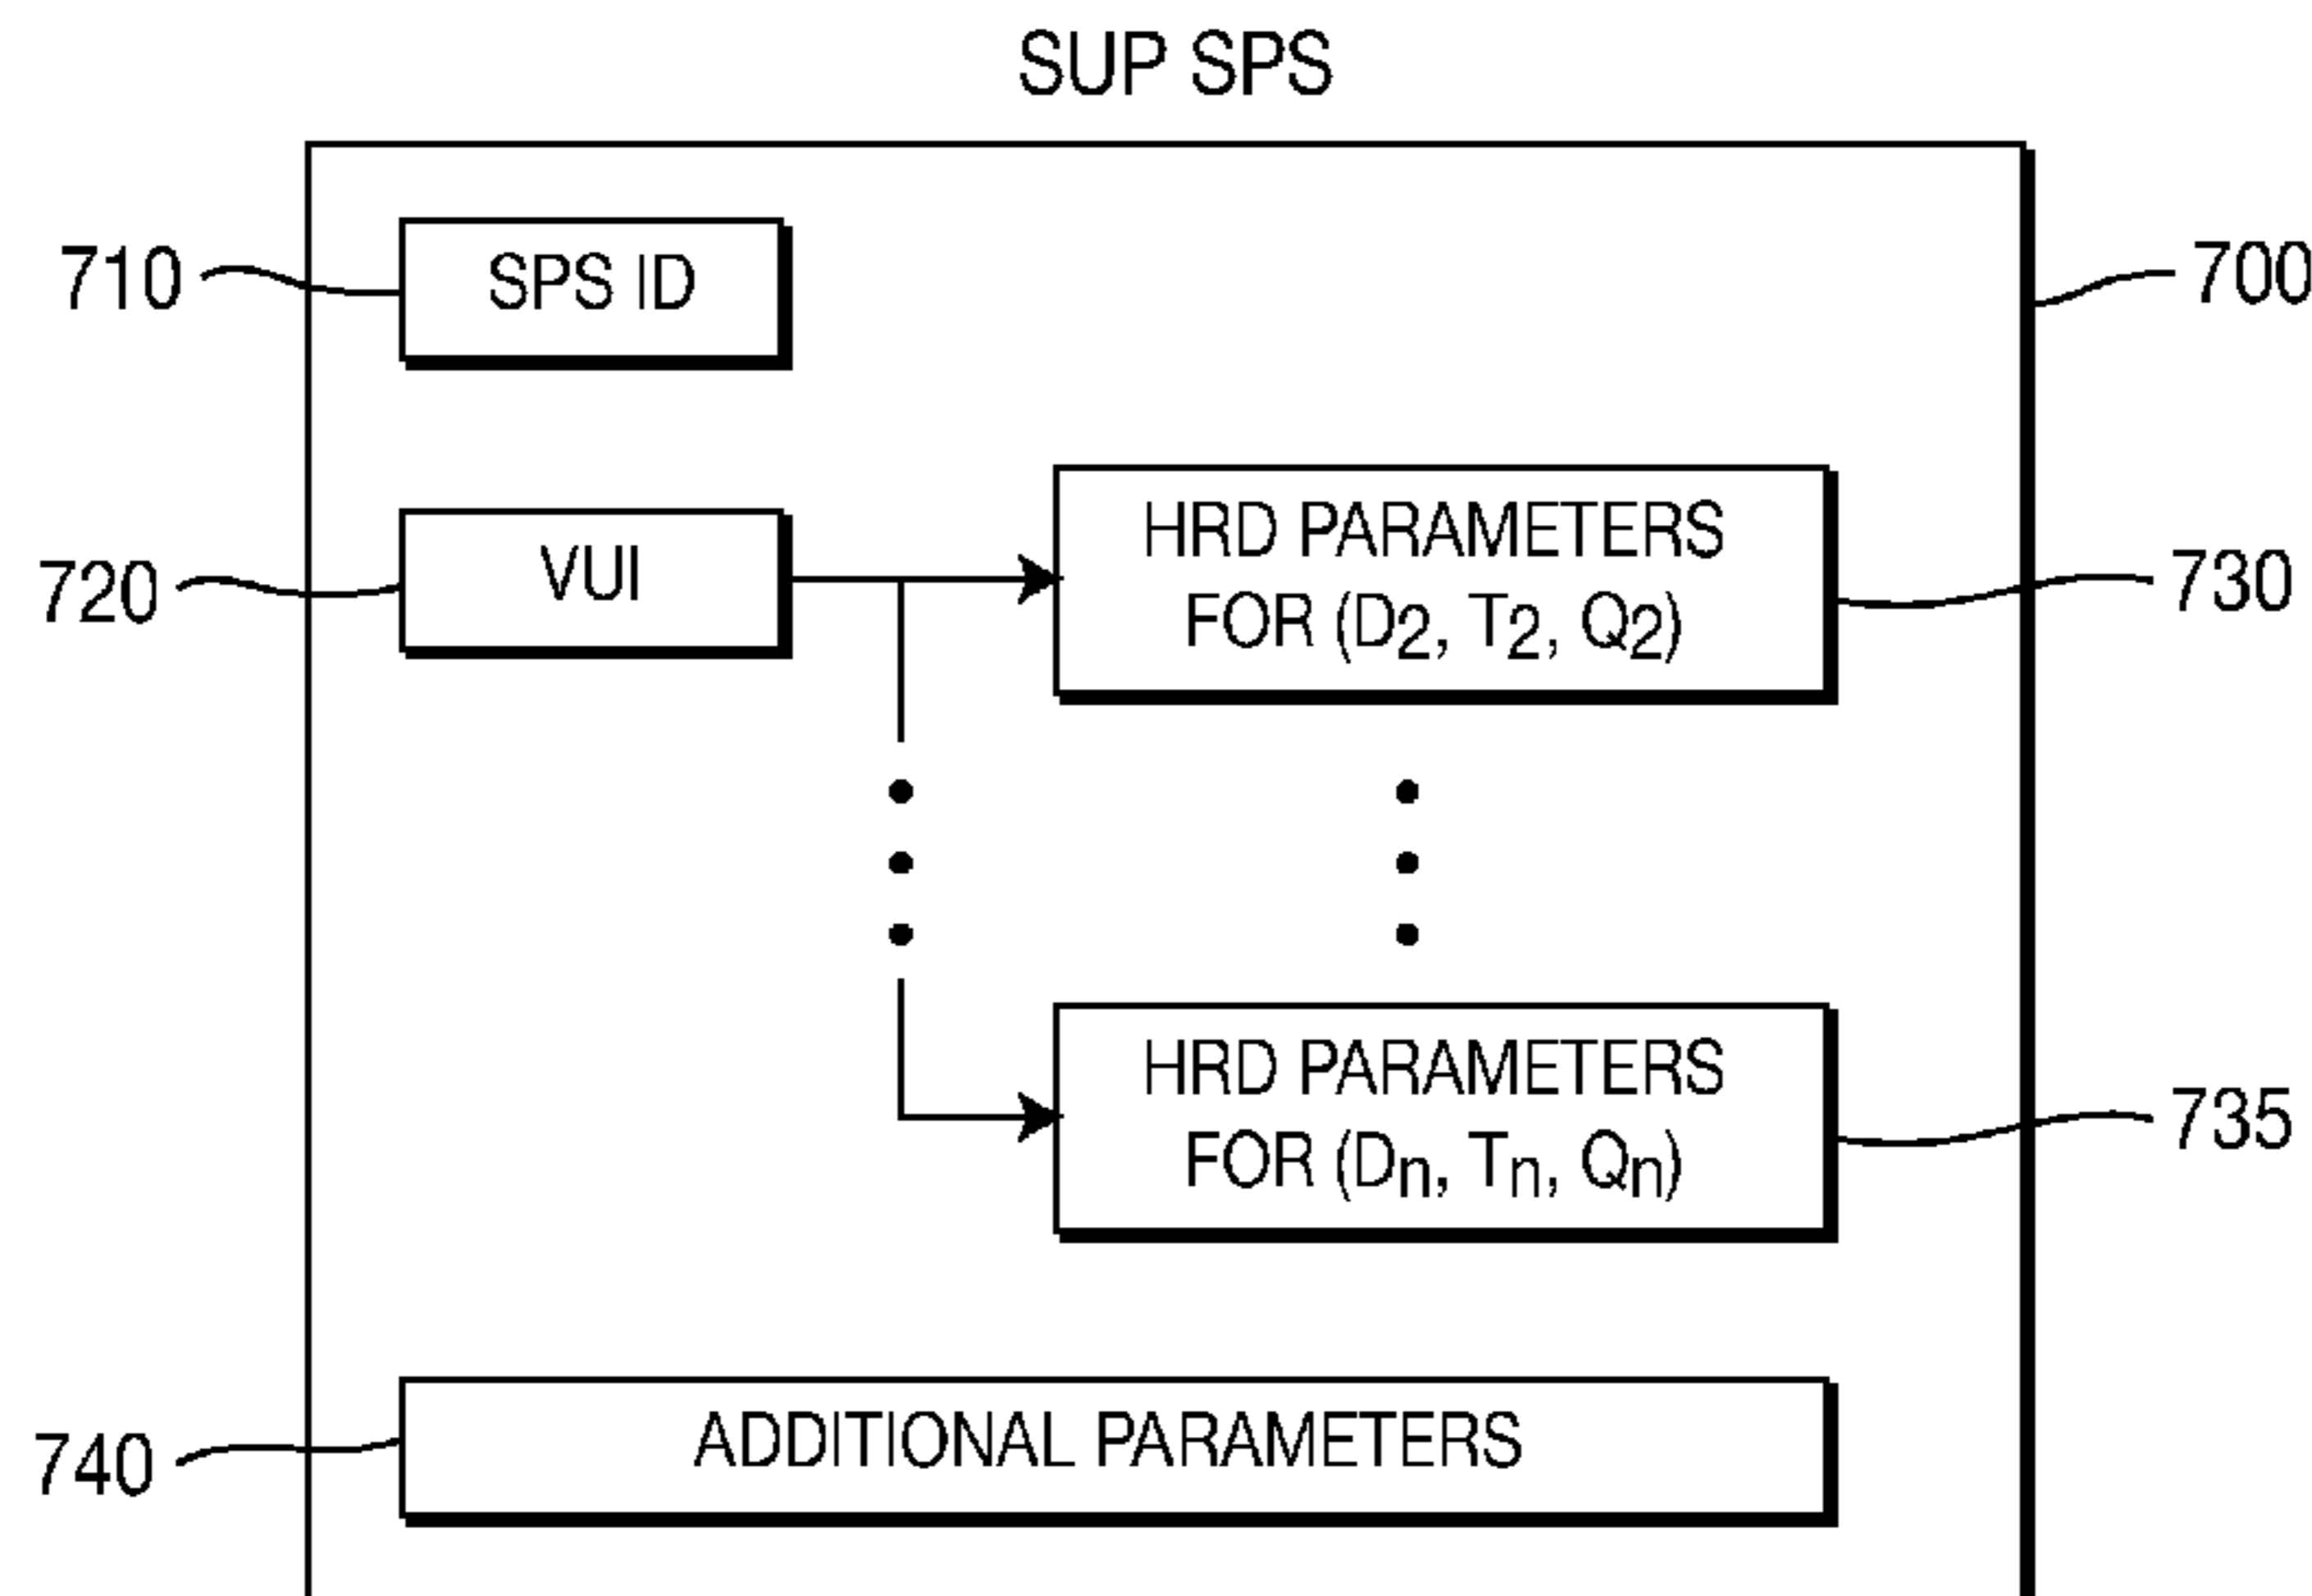 SUP SPS
710
SPS ID
700
720
VUI
HRD PARAMETERS
FOR (D2, T2, Q2)
730
HRD PARAMETERS
FOR (Dn, Tn, Qn)
735
740
ADDITIONAL PARAMETERS